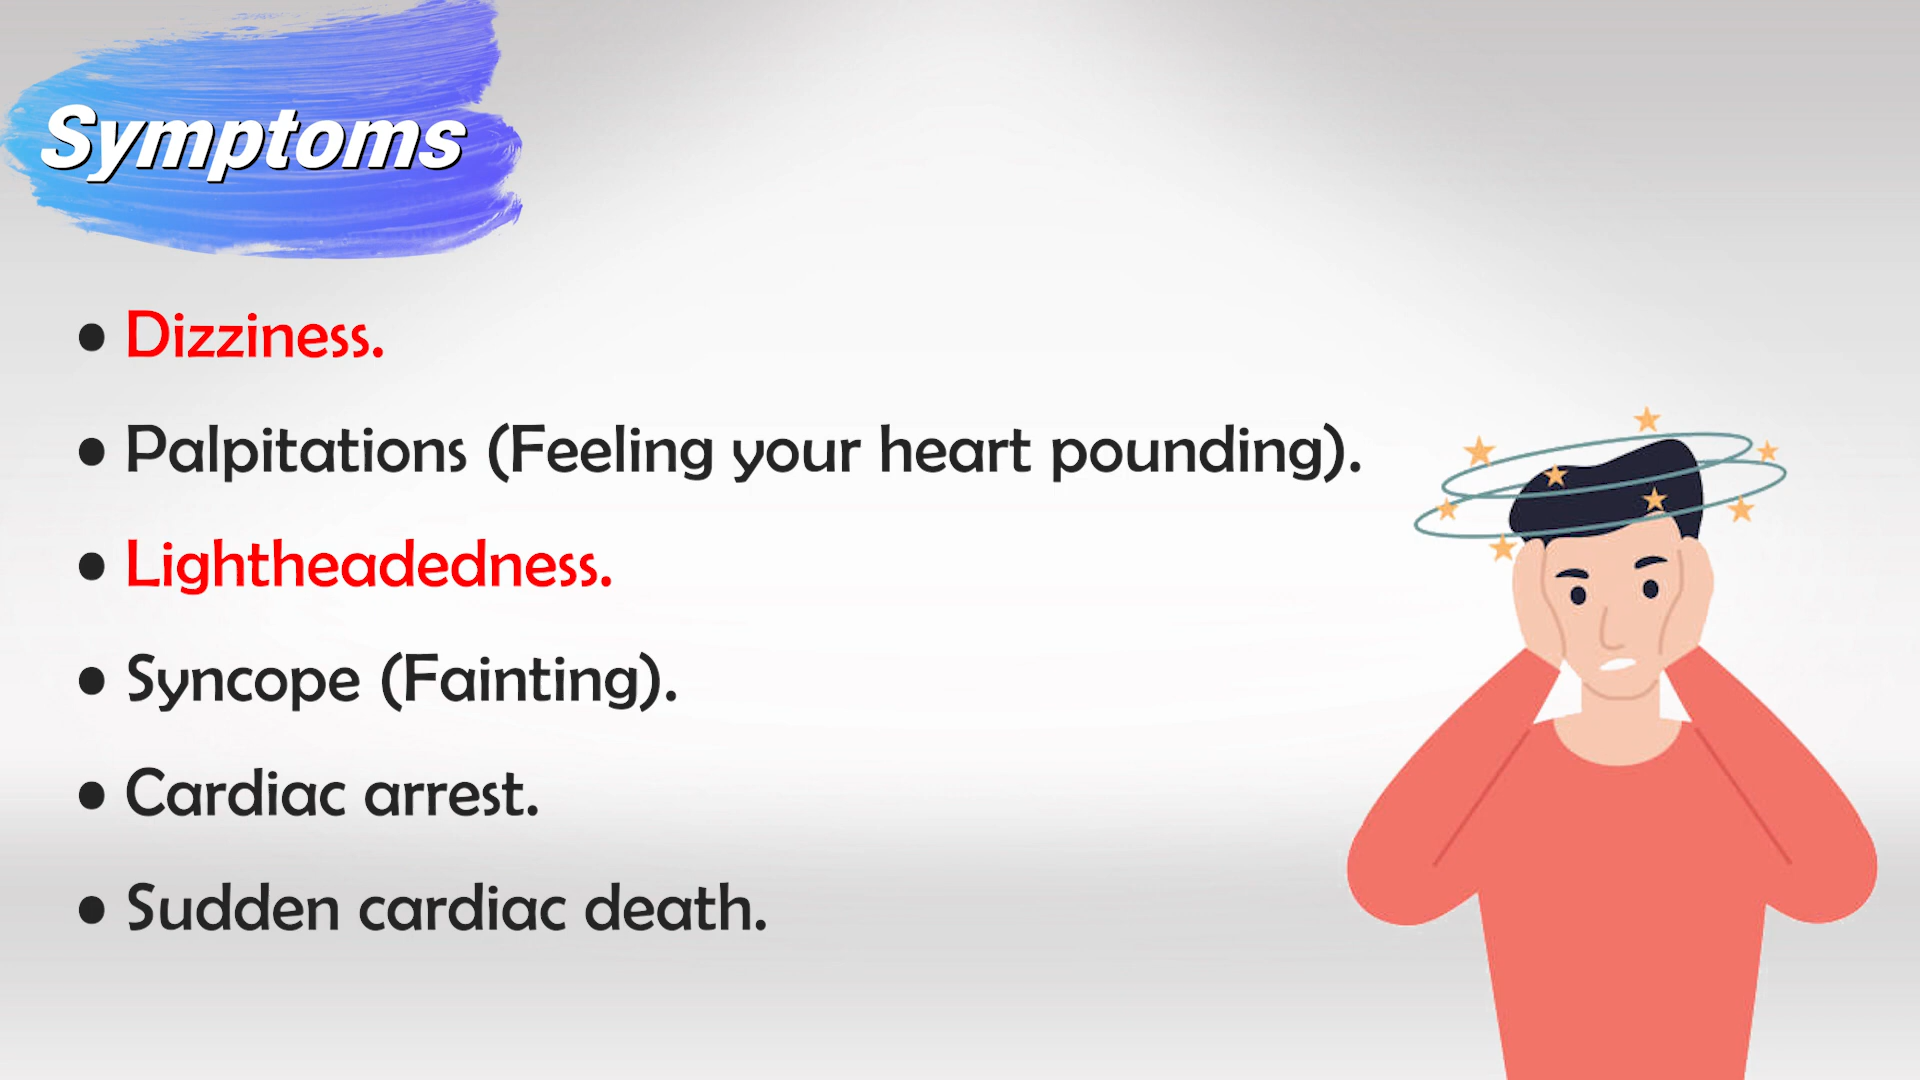 Symptoms
• Dizziness.
• Palpitations (Feeling your heart pounding).
• Lightheadedness.
• Syncope (Fainting).
• Cardiac arrest.
• Sudden cardiac death.